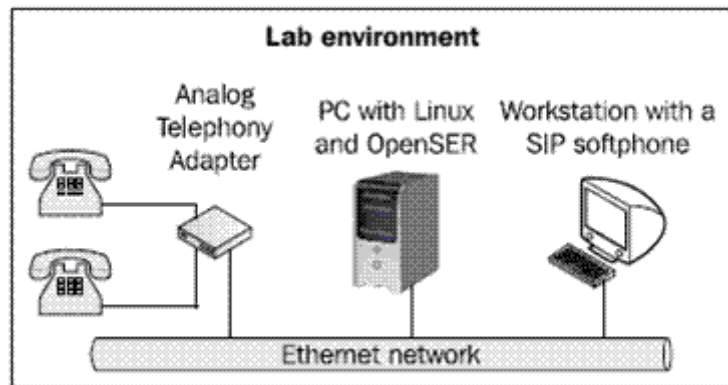 Lab environment
Analog
Telephony
Adapter
PC with Linux
and OpenSER
Workstation with a
SIP softphone
Ethernet network